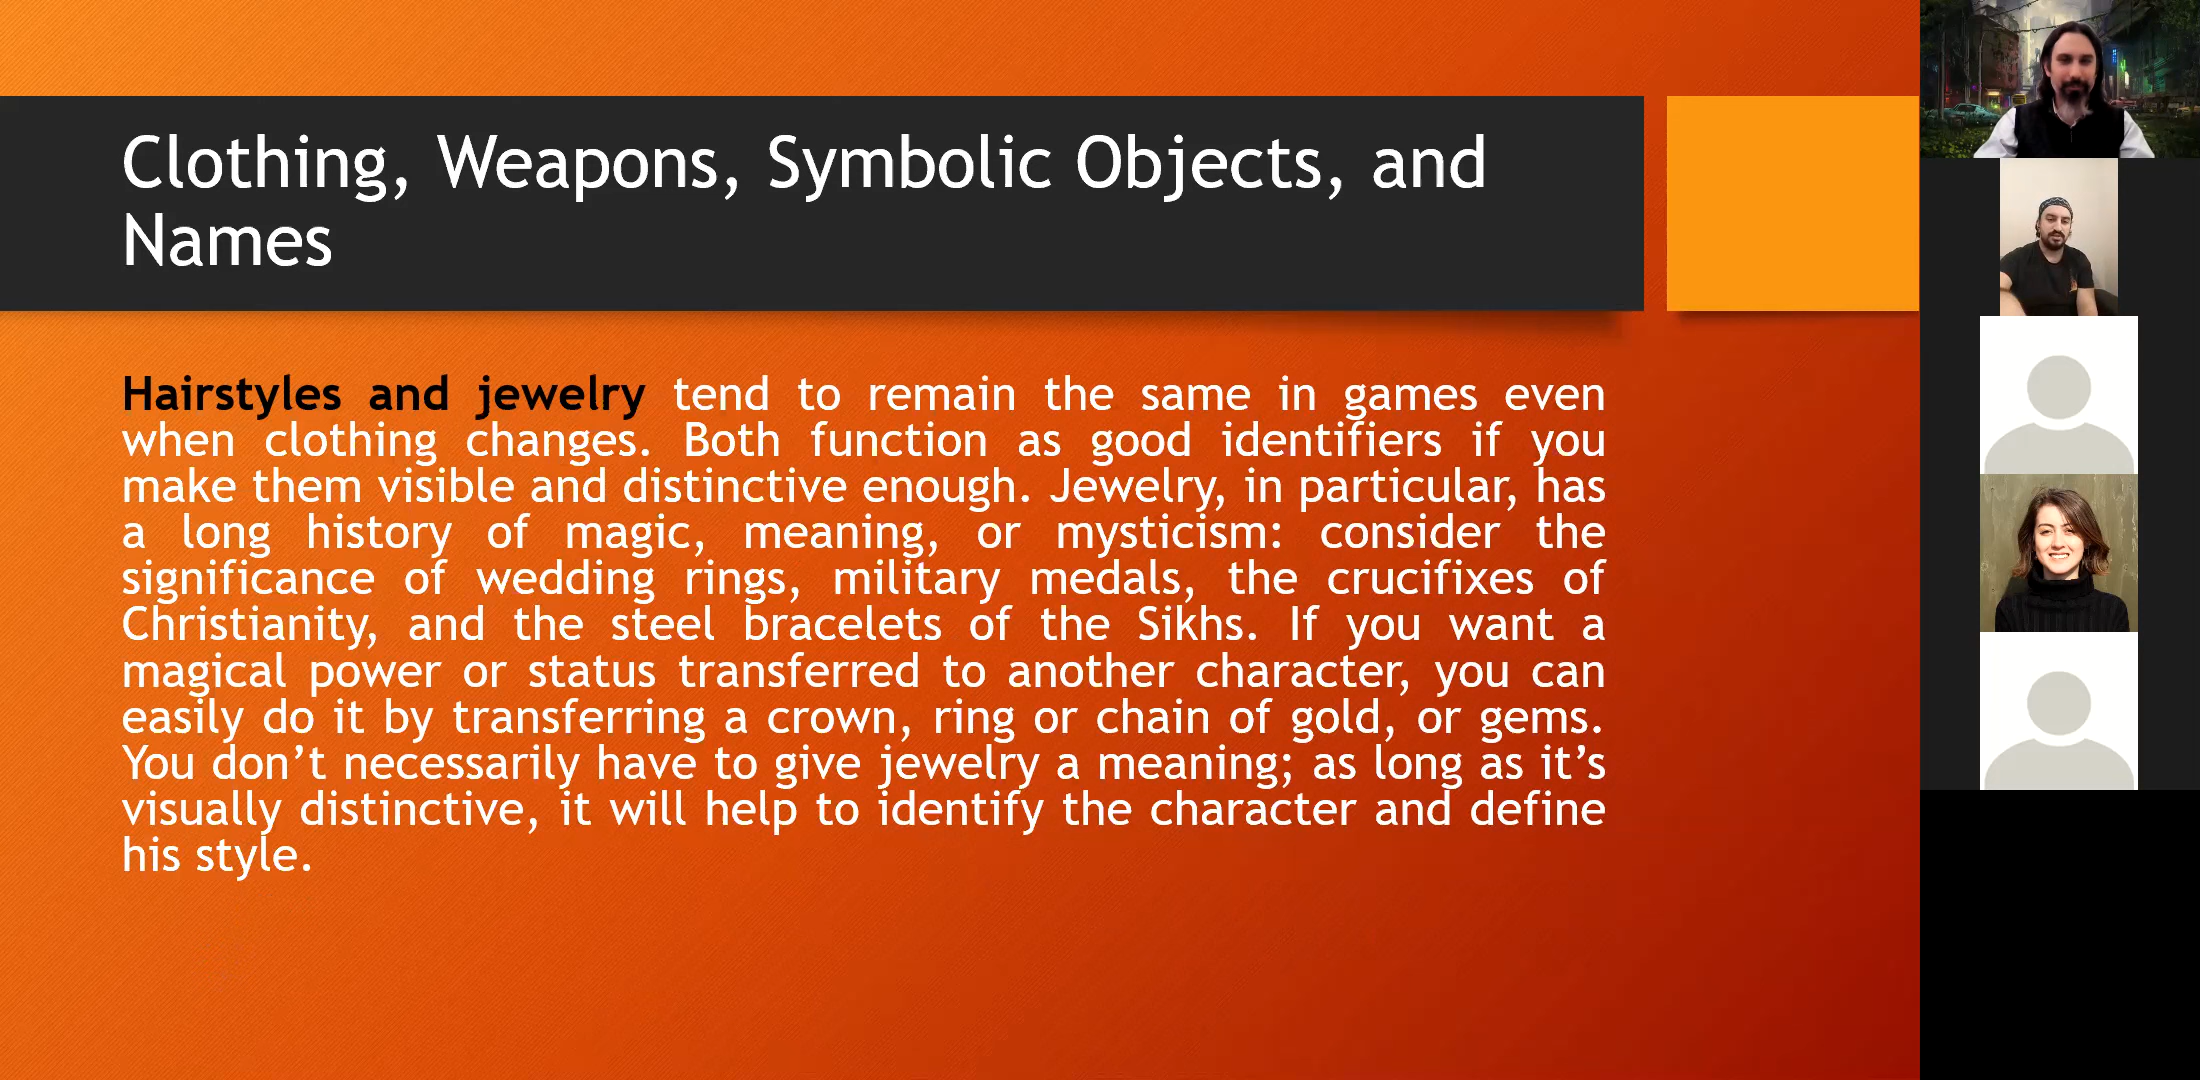 Clothing, Weapons, Symbolic Objects, and
Names
Hairstyles and jewelry tend to remain the same in games even
when clothing changes. Both function as good identifiers if you
make them visible and distinctive enough. Jewelry, in particular, has
a long history of magic, meaning, or mysticism: consider the
significance of wedding rings, military medals, the crucifixes of
Christianity, and the steel bracelets of the Sikhs. If you want a
magical power or status transferred to another character, you can
easily do it by transferring a crown, ring or chain of gold, or gems.
You don’t necessarily have to give jewelry a meaning; as long as it’s
visually distinctive, it will help to identify the character and define
his style.